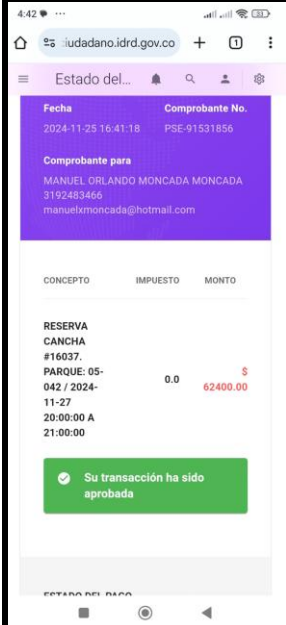 4:42 ...
ciudadano.idrd.gov.co
1
Estado del...
Fecha Comprobante No.
2024-11-25 16:41:18 PSE-91531856
Comprobante para
MANUEL ORLANDO MONCADA MONCADA
3192483466
manuelxmoncada@hotmail.com
CONCEPTO IMPUESTO MONTO
RESERVA
CANCHA
#16037.
PARQUE: 05-
042 / 2024-
11-27
20:00:00 A
21:00:00
0.0
$
62400.00
Su transacción ha sido
aprobada
ESTADO DEL PAGO